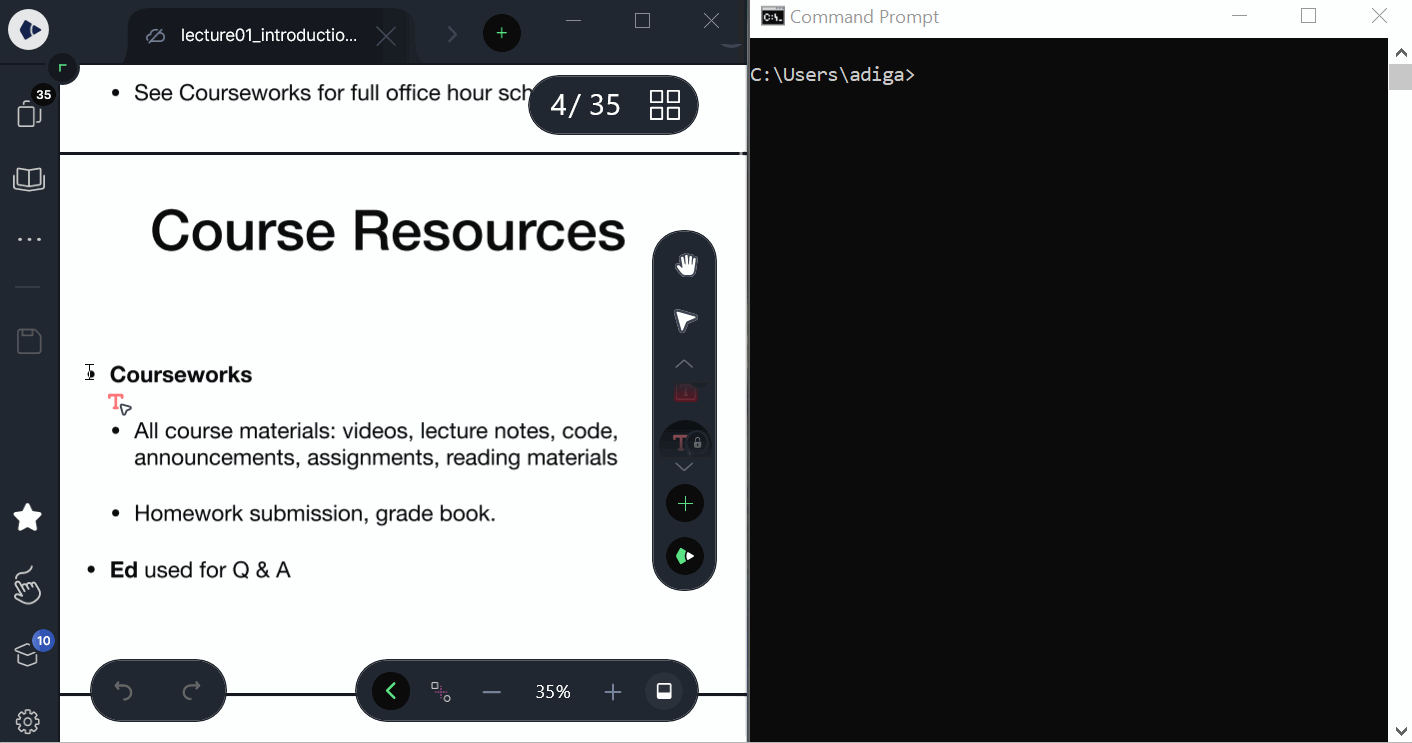 lecture01_introductio...
35
• See Courseworks for full office hour sch
4/ 35
Course Resources
• Courseworks
• All course materials: videos, lecture notes, code,
announcements, assignments, reading materials
• Homework submission, grade book.
• Ed used for Q & A
10
35%
Command Prompt
C:\Users\adiga>